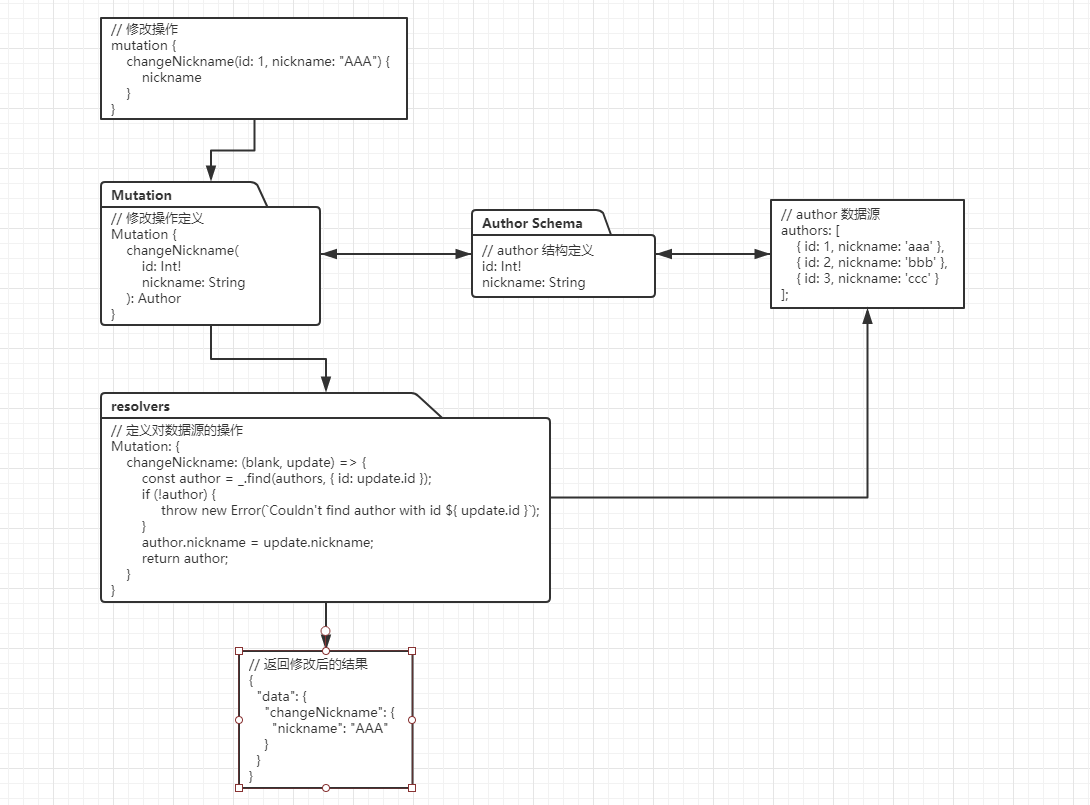 // 修改操作
mutation {
changeNickname(id: 1, nickname: "AAA") {
nickname
}
}
Mutation
// 修改操作定义
Mutation {
changeNickname(
id: Int!
nickname: String
): Author
}
Author Schema
// author 结构定义
id: Int!
nickname: String
// author 数据源
authors: [
{ id: 1, nickname: 'aaa' },
{ id: 2, nickname: 'bbb' },
{ id: 3, nickname: 'ccc' }
];
resolvers
// 定义对数据源的操作
Mutation: {
changeNickname: (blank, update) => {
const author = _.find(authors, { id: update.id });
if (!author) {
throw new Error(`Couldn't find author with id ${ update.id }`);
}
author.nickname = update.nickname;
return author;
}
}
// 返回修改后的结果
{
"data": {
"changeNickname": {
"nickname": "AAA"
}
}
}